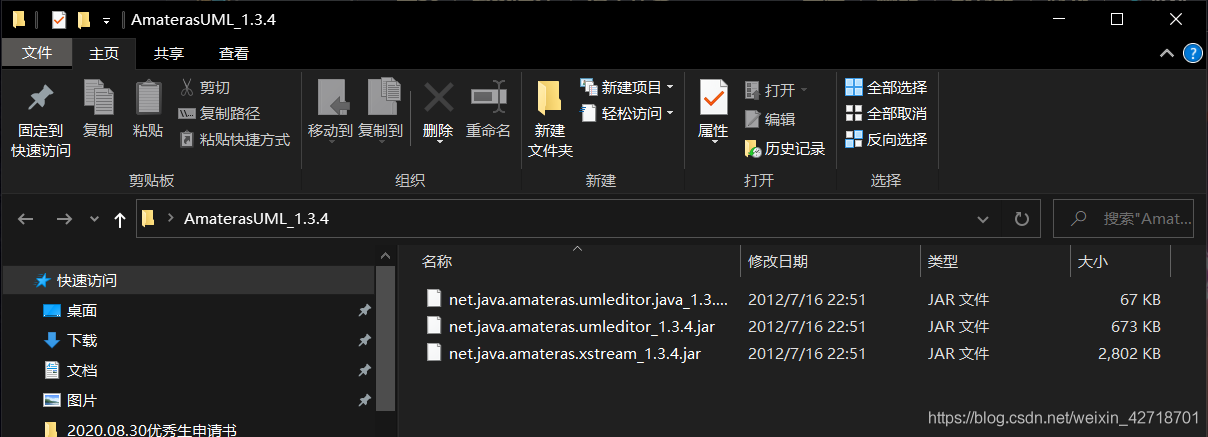 AmaterasUML_1.3.4
文件 主页 共享 查看
固定到快速访问 复制 粘贴 剪切 复制路径 粘贴快捷方式 移动到 复制到 删除 重命名 新建文件夹 新建项目 轻松访问 属性 打开 编辑 历史记录 全部选择 全部取消 反向选择
剪贴板 组织 新建 打开 选择
AmaterasUML_1.3.4 搜索"Amat...
名称 修改日期 类型 大小
快速访问
桌面
下载
文档
图片
2020.08.30优秀生申请书
net.java.amateras.umleditor.java_1.3.... 2012/7/16 22:51 JAR 文件 67 KB
net.java.amateras.umleditor_1.3.4.jar 2012/7/16 22:51 JAR 文件 673 KB
net.java.amateras.xstream_1.3.4.jar 2012/7/16 22:51 JAR 文件 2,802 KB
https://blog.csdn.net/weixin_42718701